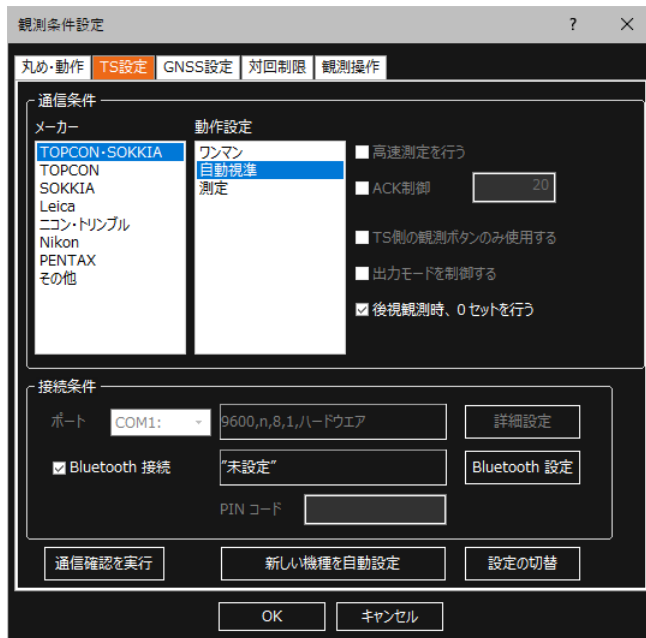 観測条件設定
? ×
丸め・動作 TS設定 GNSS設定 対回制限 観測操作
通信条件
メーカー 動作設定
TOPCON・SOKKIA
TOPCON
SOKKIA
Leica
ニコン・トリンブル
Nikon
PENTAX
その他
ワンマン
自動視準
測定
高速測定を行う
ACK制御 20
TS側の観測ボタンのみ使用する
出力モードを制御する
後視観測時、0セットを行う
接続条件
ポート COM1: 9600,n,8,1,ハードウエア 詳細設定
Bluetooth 接続 "未設定" Bluetooth 設定
PIN コード
通信確認を実行 新しい機種を自動設定 設定の切替
OK キャンセル